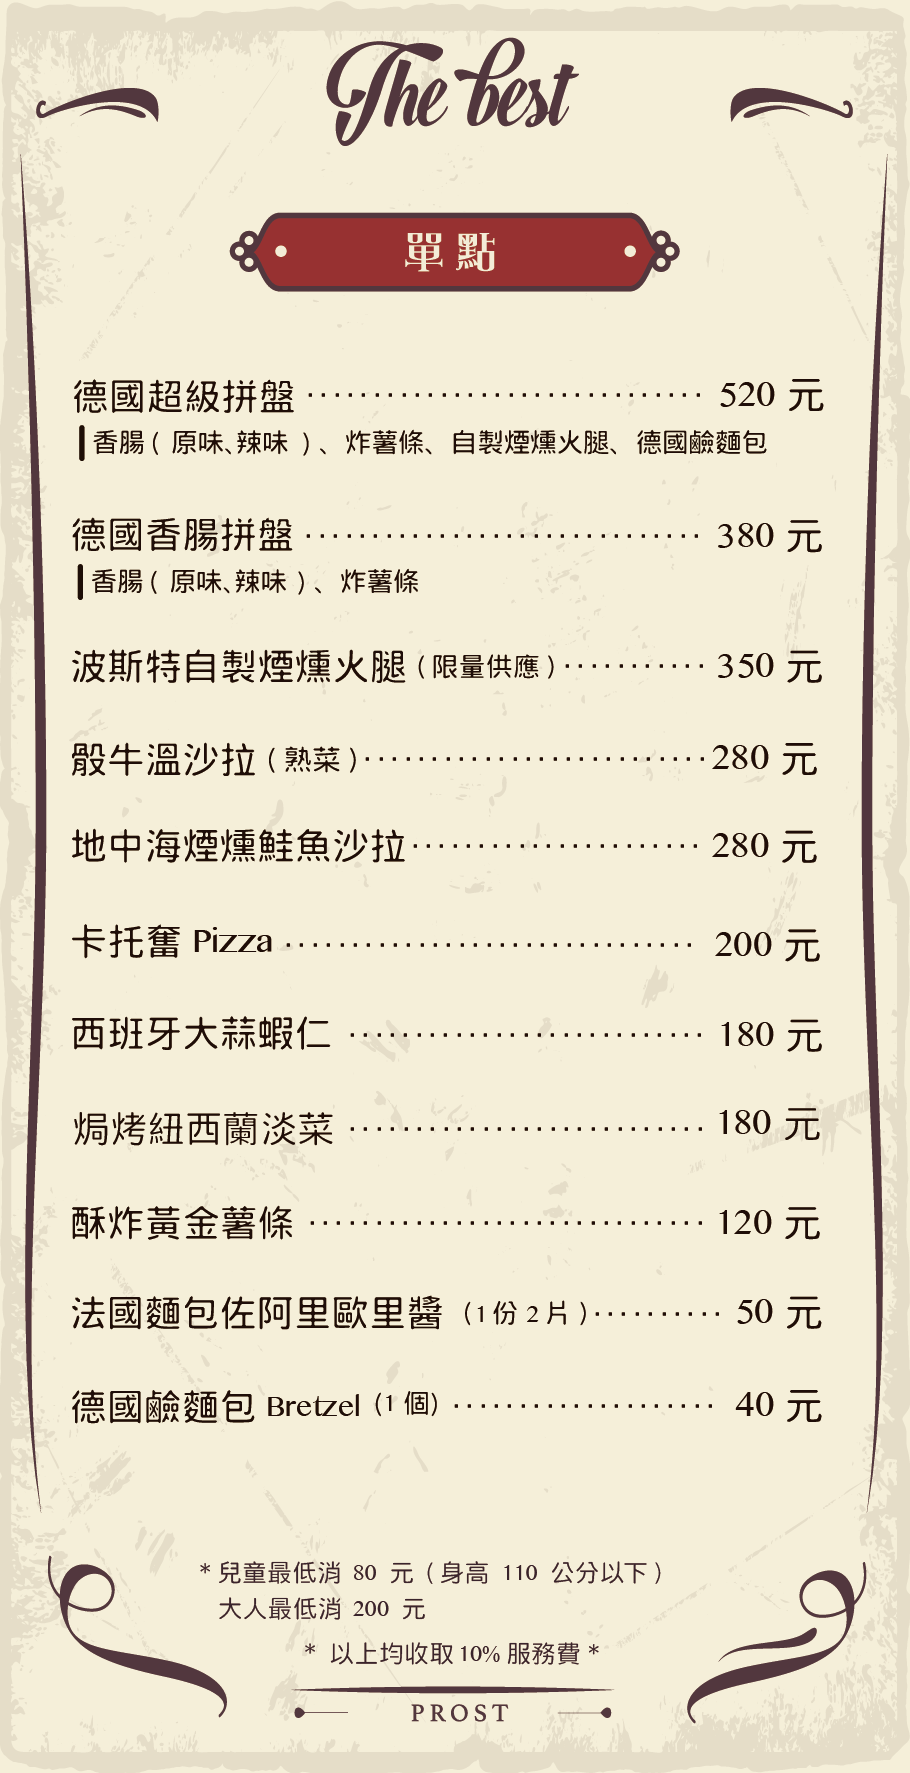 The best
單點
德國超級拼盤 ······························ 520 元
香腸( 原味、辣味 )、炸薯條、自製煙燻火腿、德國鹼麵包
德國香腸拼盤 ······························ 380 元
香腸( 原味、辣味 )、炸薯條
波斯特自製煙燻火腿(限量供應)··········· 350 元
骰牛溫沙拉(熟菜)·························· 280 元
地中海煙燻鮭魚沙拉······················ 280 元
卡托奮 Pizza ······························· 200 元
西班牙大蒜蝦仁 ··························· 180 元
焗烤紐西蘭淡菜 ··························· 180 元
酥炸黃金薯條 ······························ 120 元
法國麵包佐阿里歐里醬 (1份2片)·········· 50 元
德國鹼麵包 Bretzel (1個) ···················· 40 元
*兒童最低消 80 元(身高 110 公分以下)
大人最低消 200 元
* 以上均收取10%服務費 *
PROST